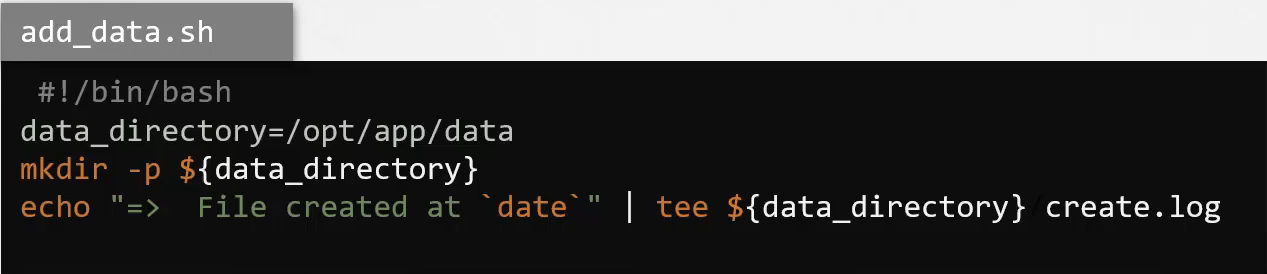 add_data.sh
#!/bin/bash
data_directory=/opt/app/data
mkdir -p ${data_directory}
echo "=>  File created at `date`" | tee ${data_directory}/create.log